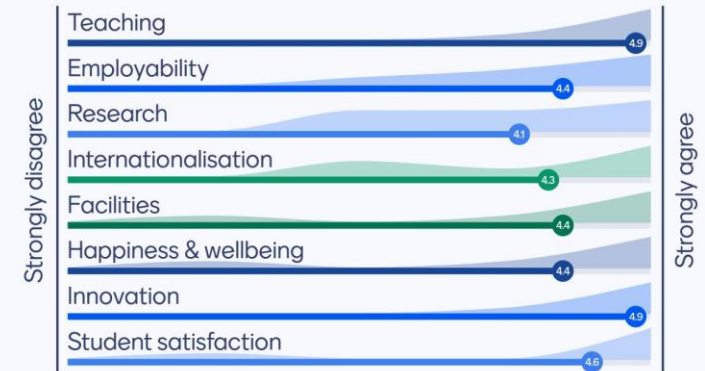 Teaching
4.9
Employability
4.4
Research
4.1
Internationalisation
4.3
Facilities
4.4
Happiness & wellbeing
4.4
Innovation
4.9
Student satisfaction
4.6
Strongly disagree
Strongly agree